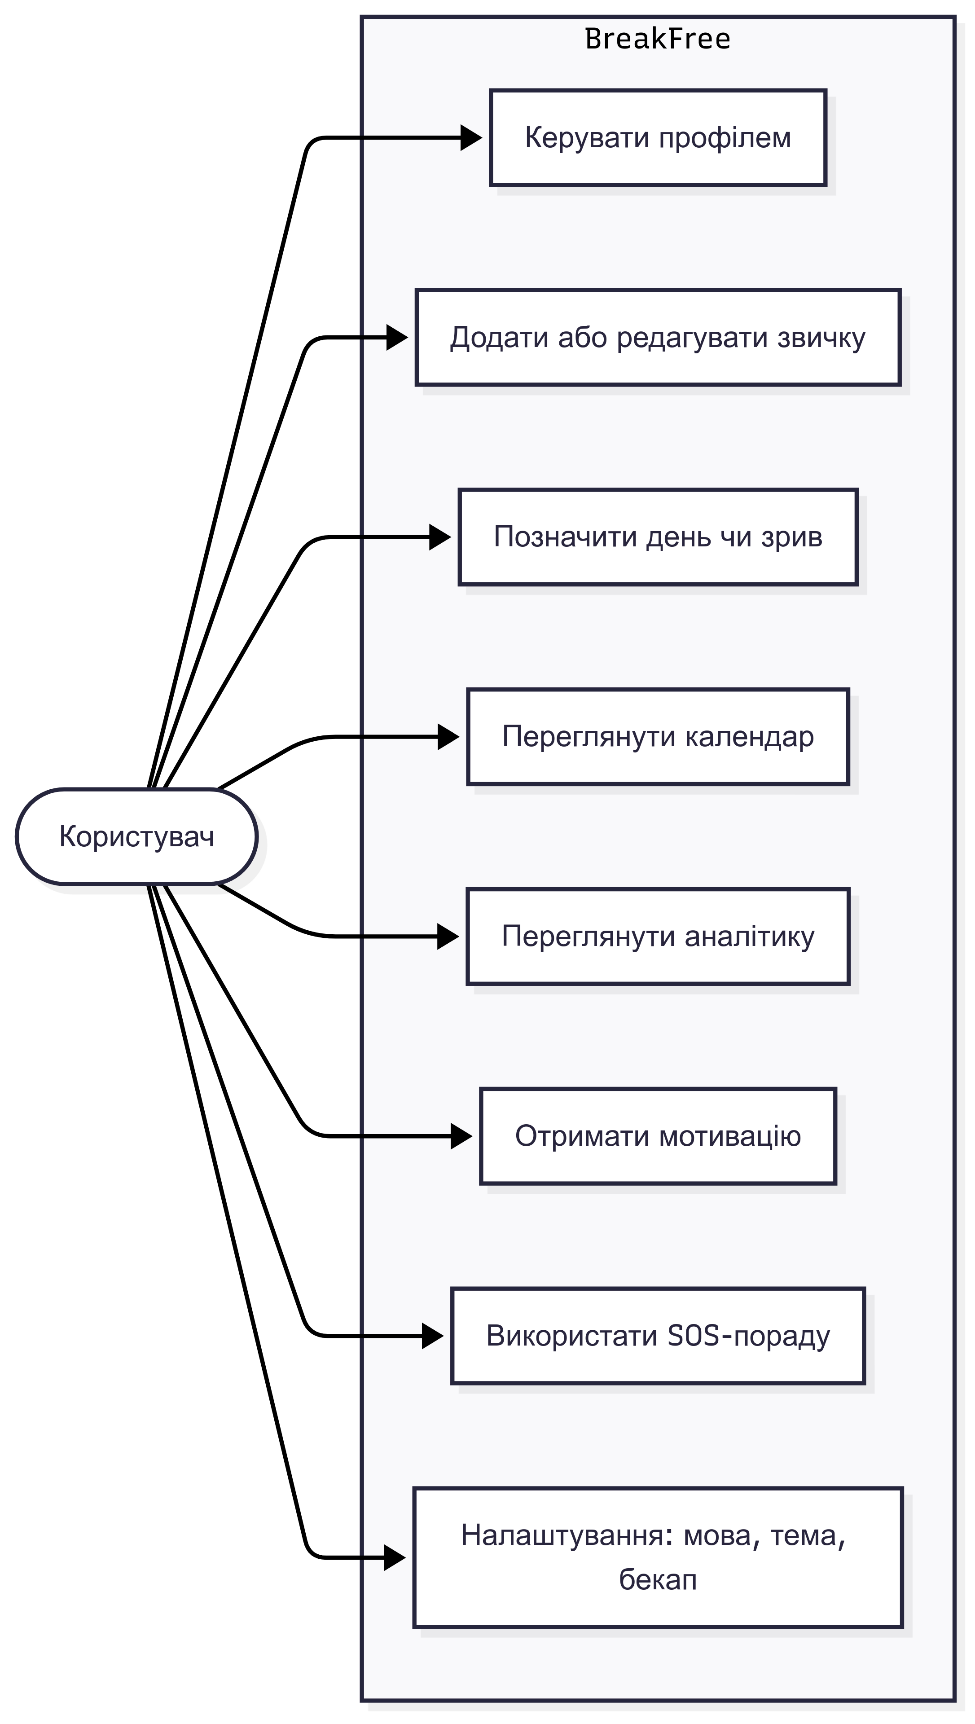 BreakFree
Керувати профілем
Додати або редагувати звичку
Позначити день чи зрив
Переглянути календар
Користувач
Переглянути аналітику
Отримати мотивацію
Використати SOS-пораду
Налаштування: мова, тема,
бекап